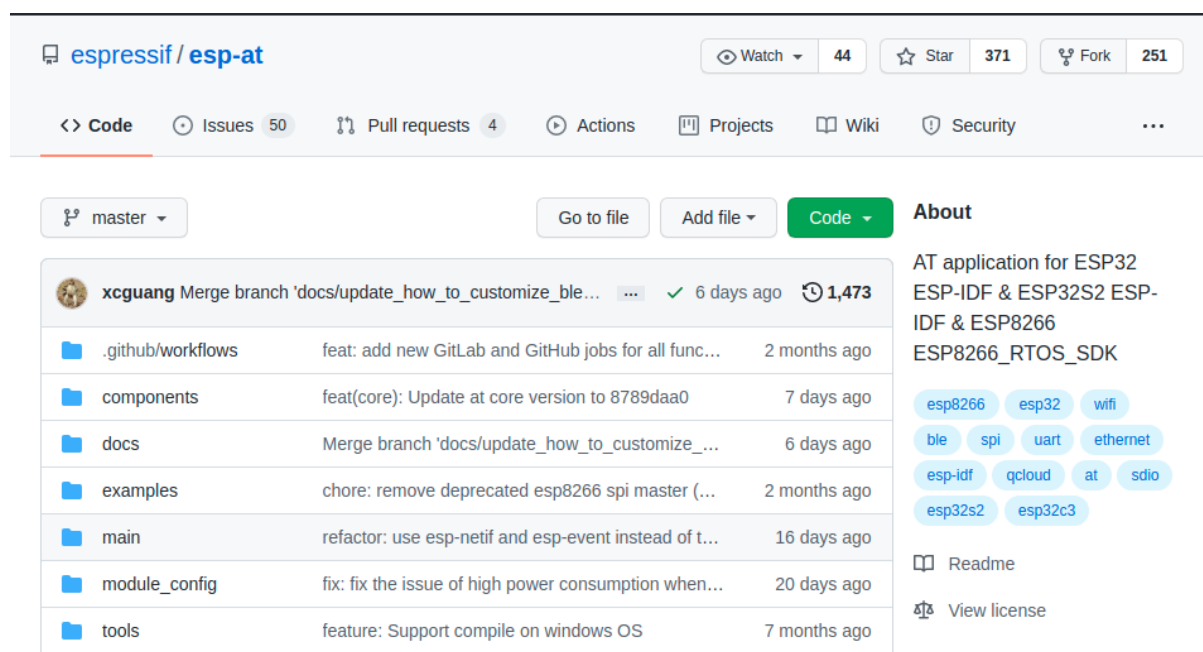 espressif / esp-at
Watch 44 Star 371 Fork 251
Code Issues 50 Pull requests 4 Actions Projects Wiki Security ...
master Go to file Add file Code
xcguang Merge branch 'docs/update_how_to_customize_ble... ... 6 days ago 1,473
.github/workflows feat: add new GitLab and GitHub jobs for all func... 2 months ago
components feat(core): Update at core version to 8789daa0 7 days ago
docs Merge branch 'docs/update_how_to_customize_... 6 days ago
examples chore: remove deprecated esp8266 spi master (... 2 months ago
main refactor: use esp-netif and esp-event instead of t... 16 days ago
module_config fix: fix the issue of high power consumption when... 20 days ago
tools feature: Support compile on windows OS 7 months ago
About
AT application for ESP32
ESP-IDF & ESP32S2 ESP-
IDF & ESP8266
ESP8266_RTOS_SDK
esp8266 esp32 wifi
ble spi uart ethernet
esp-idf qcloud at sdio
esp32s2 esp32c3
Readme
View license